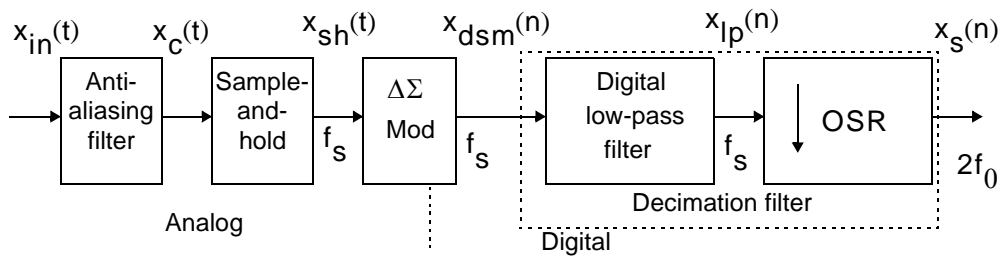 x_in(t)
x_c(t)
x_sh(t)
x_dsm(n)
x_lp(n)
x_s(n)
Anti-
aliasing
filter
Sample-
and-
hold
f_s
ΔΣ
Mod
f_s
Digital
low-pass
filter
f_s
↓ OSR
2f_0
Decimation filter
Analog
Digital